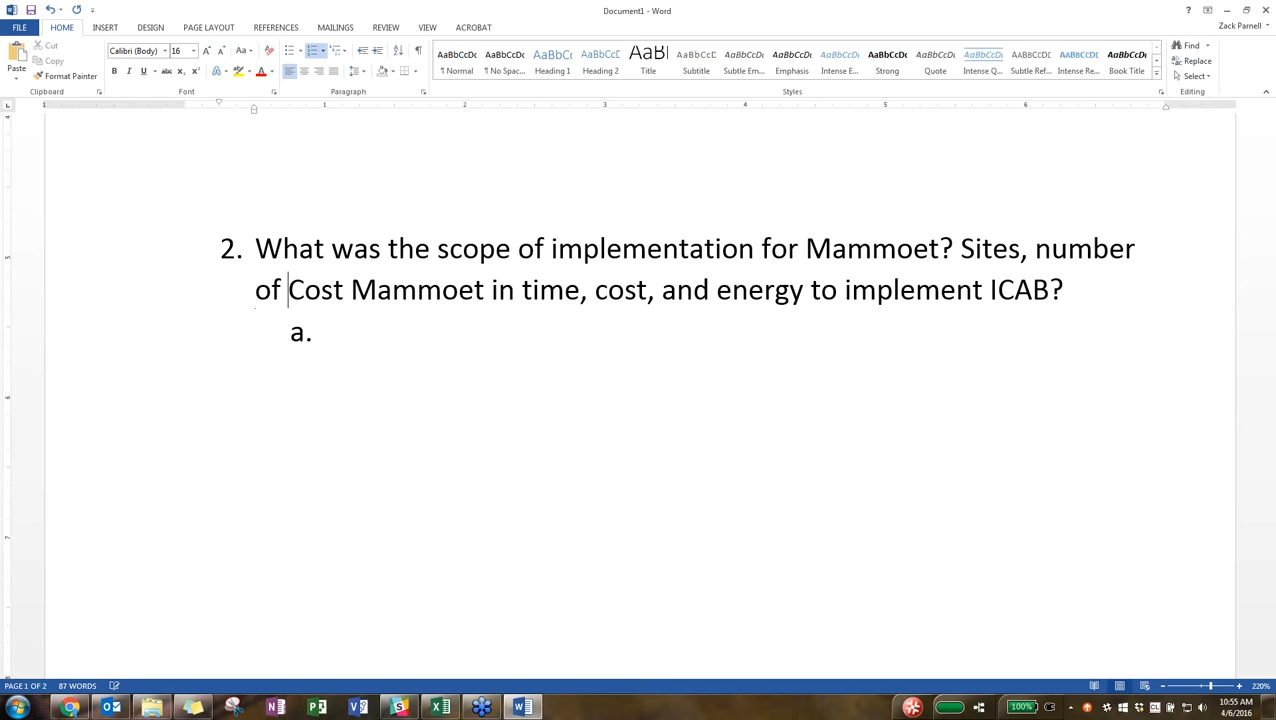 Document1 - Word
Zack Parnell
FILE HOME INSERT DESIGN PAGE LAYOUT REFERENCES MAILINGS REVIEW VIEW ACROBAT
Paste
Cut
Copy
Format Painter
Calibri (Body) 16
Find
Replace
Select
AaBbCcDc AaBbCcDc AaBbCc AaBbCcD AaBl AaBbCcD AaBbCcDc AaBbCcDc AaBbCcDc AaBbCcDc AaBbCcDc AaBbCcDc AaBbCcDc AaBbCcDc AaBbCcDc
¶ Normal ¶ No Spac... Heading 1 Heading 2 Title Subtitle Subtle Em... Emphasis Intense E... Strong Quote Intense Q... Subtle Ref... Intense Re... Book Title
Clipboard Font Paragraph Styles Editing
2. What was the scope of implementation for Mammoet? Sites, number
of Cost Mammoet in time, cost, and energy to implement ICAB?
a.
PAGE 1 OF 2 87 WORDS
220%
100%
10:55 AM
4/6/2016